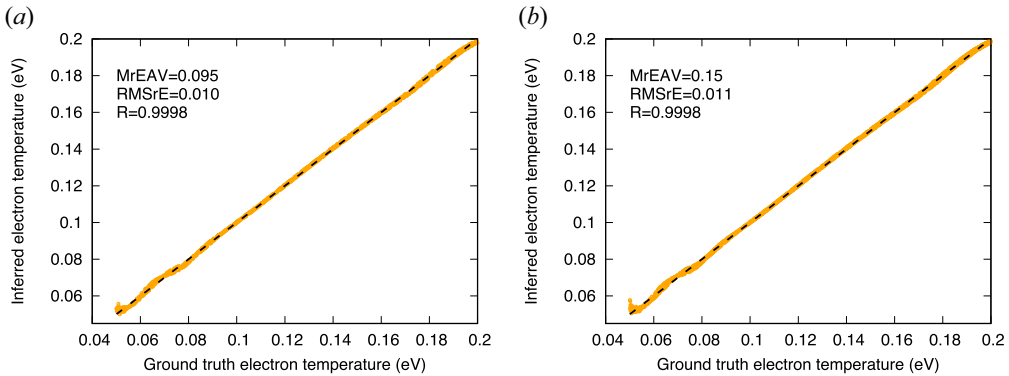 (a)
0.2
0.18
0.16
0.14
0.12
0.1
0.08
0.06
Inferred electron temperature (eV)
MrEAV=0.095
RMSrE=0.010
R=0.9998
0.04 0.06 0.08 0.1 0.12 0.14 0.16 0.18 0.2
Ground truth electron temperature (eV)
(b)
0.2
0.18
0.16
0.14
0.12
0.1
0.08
0.06
Inferred electron temperature (eV)
MrEAV=0.15
RMSrE=0.011
R=0.9998
0.04 0.06 0.08 0.1 0.12 0.14 0.16 0.18 0.2
Ground truth electron temperature (eV)